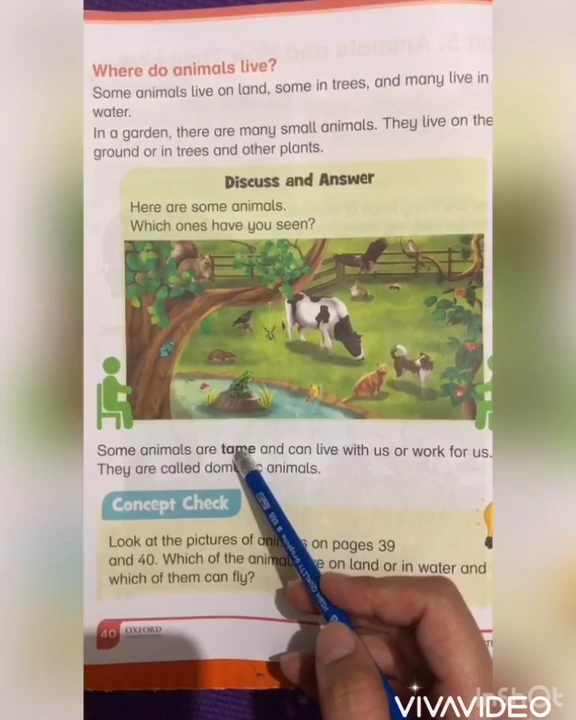 Where do animals live?
Some animals live on land, some in trees, and many live in
water.
In a garden, there are many small animals. They live on the
ground or in trees and other plants.
Discuss and Answer
Here are some animals.
Which ones have you seen?
Some animals are tame and can live with us or work for us.
They are called animals.
Concept Check
Look at the pictures of on pages 39
and 40. Which of the on land or in water and
which of them can fly?
40 OXFORD
HIGH QUALITY
VIVAVIDEO